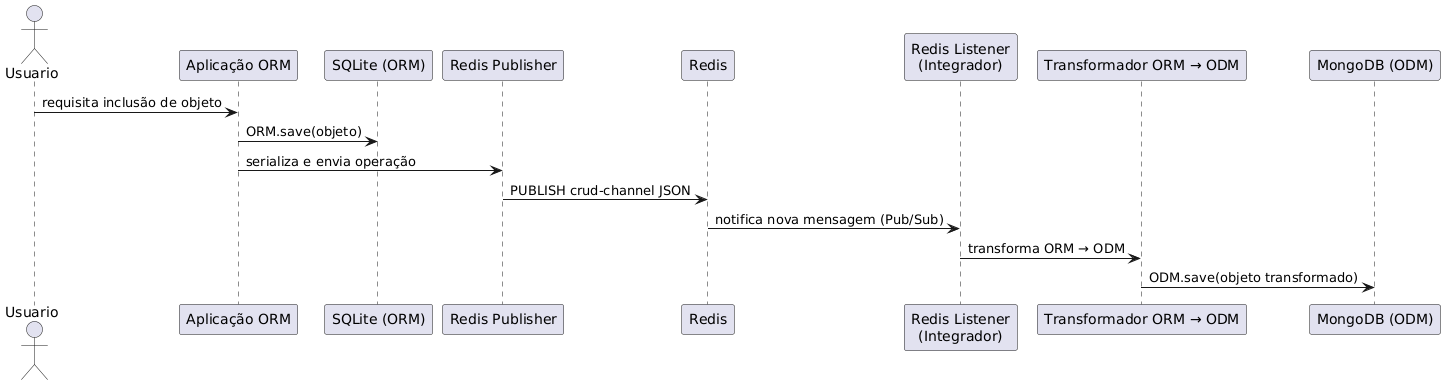 Usuario
Aplicação ORM
SQLite (ORM)
Redis Publisher
Redis
Redis Listener
(Integrador)
Transformador ORM → ODM
MongoDB (ODM)
requisita inclusão de objeto
ORM.save(objeto)
serializa e envia operação
PUBLISH crud-channel JSON
notifica nova mensagem (Pub/Sub)
transforma ORM → ODM
ODM.save(objeto transformado)
Usuario
Aplicação ORM
SQLite (ORM)
Redis Publisher
Redis
Redis Listener
(Integrador)
Transformador ORM → ODM
MongoDB (ODM)